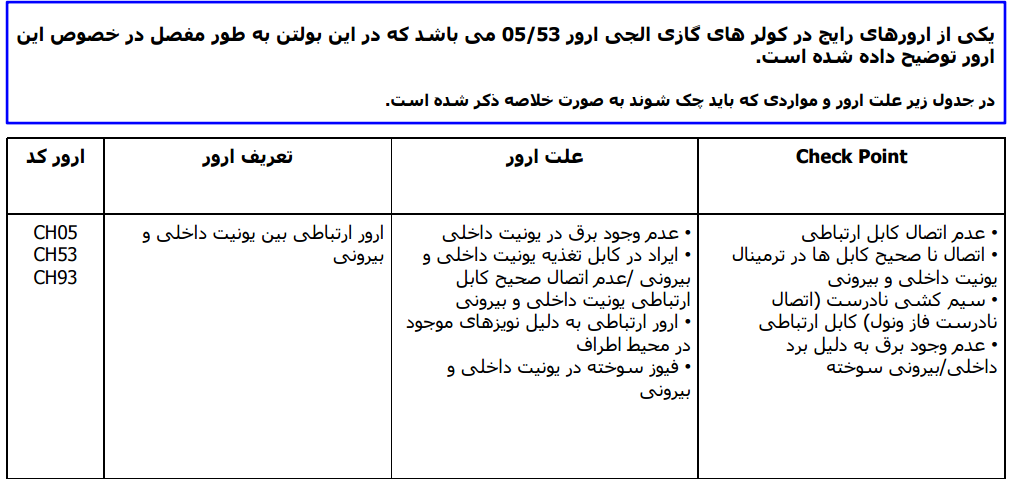 یکی از ارورهای رایج در کولر های گازی الجی ارور 05/53 می باشد که در این بولتن به طور مفصل در خصوص این
ارور توضیح داده شده است.
در جدول زیر علت ارور و مواردی که باید چک شوند به صورت خلاصه ذکر شده است.
ارور کد
تعریف ارور
علت ارور
Check Point
CH05
CH53
CH93
ارور ارتباطی بین یونیت داخلی و
بیرونی
• عدم وجود برق در یونیت داخلی
• ایراد در کابل تغذیه یونیت داخلی و
بیرونی /عدم اتصال صحیح کابل
ارتباطی یونیت داخلی و بیرونی
• ارور ارتباطی به دلیل نویزهای موجود
در محیط اطراف
• فیوز سوخته در یونیت داخلی و
بیرونی
• عدم اتصال کابل ارتباطی
• اتصال نا صحیح کابل ها در ترمینال
یونیت داخلی و بیرونی
• سیم کشی نادرست (اتصال
نادرست فاز ونول) کابل ارتباطی
• عدم وجود برق به دلیل برد
داخلی/بیرونی سوخته